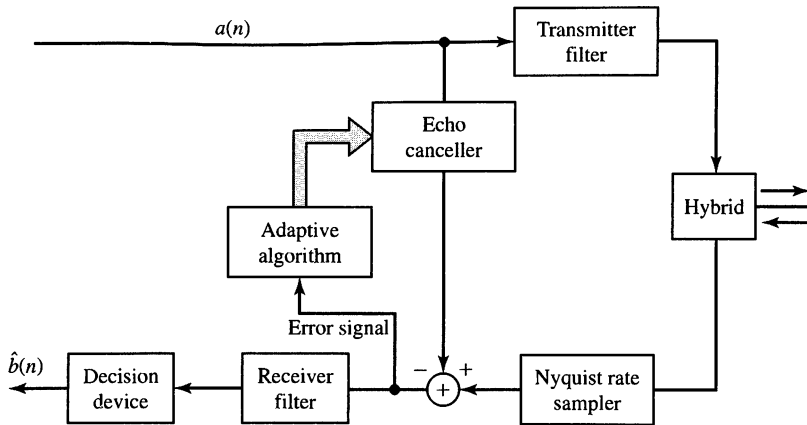 a(n)
Transmitter
filter
Echo
canceller
Hybrid
Adaptive
algorithm
Error signal
b̂(n)
Decision
device
Receiver
filter
−
+
+
Nyquist rate
sampler